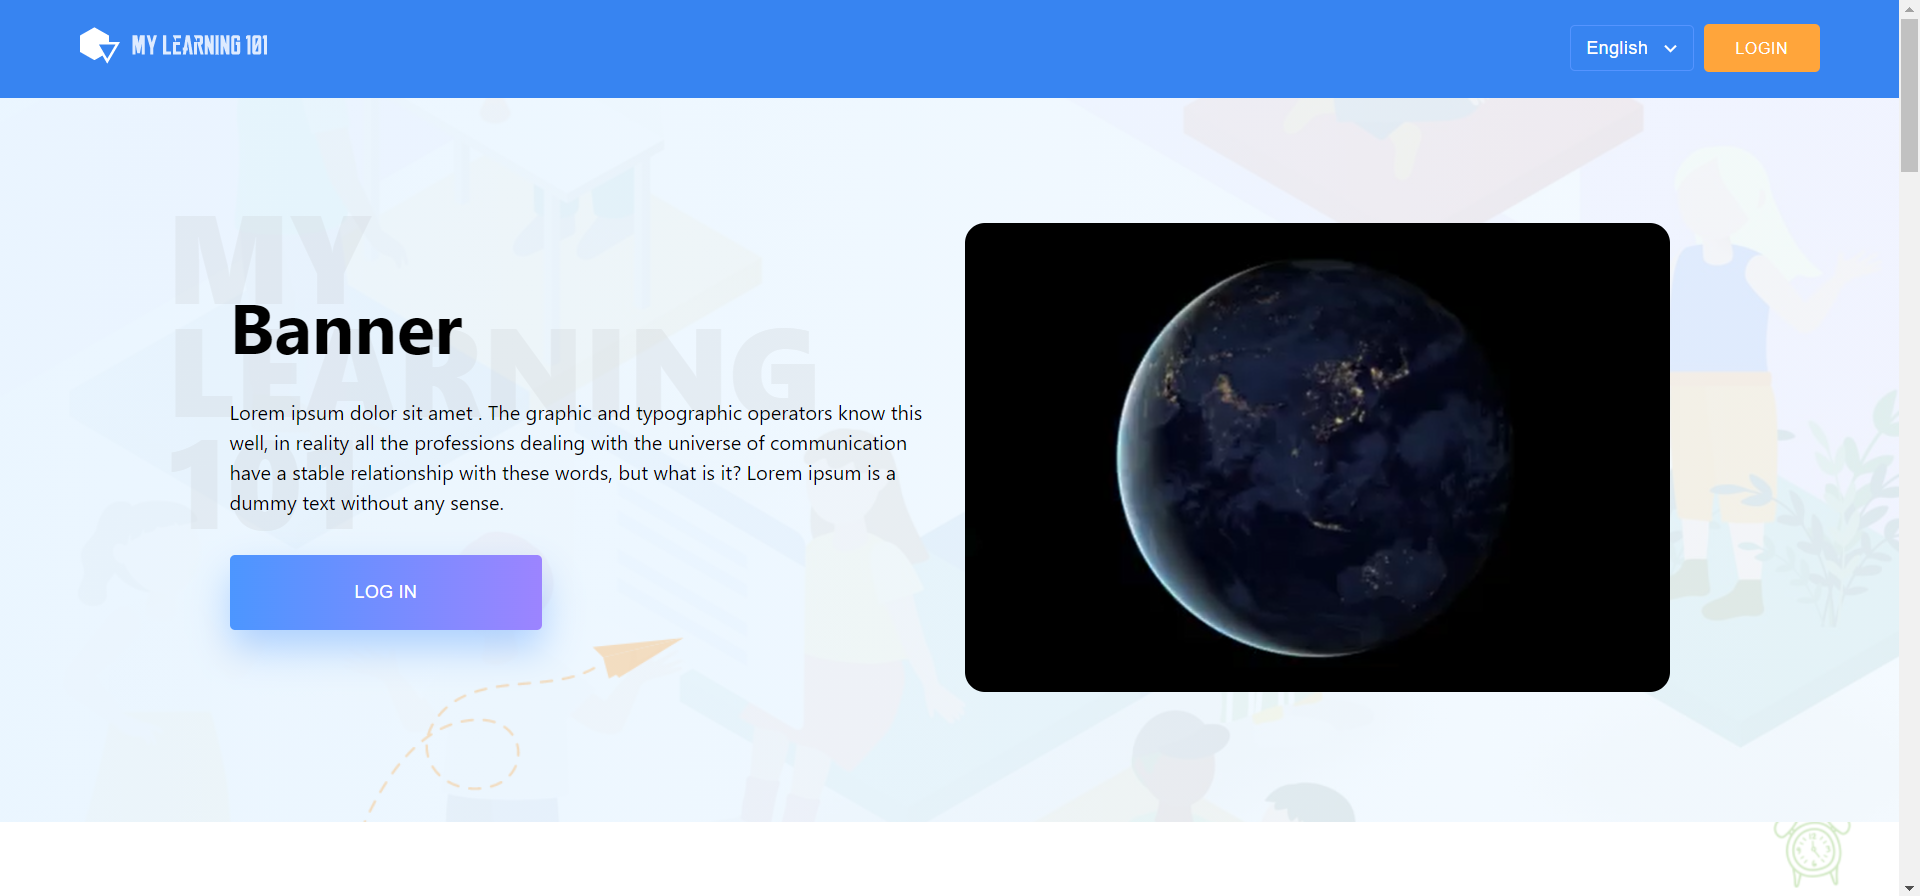 MY LEARNING 101
English
LOGIN
MY
LEARNING
101
Banner
Lorem ipsum dolor sit amet . The graphic and typographic operators know this
well, in reality all the professions dealing with the universe of communication
have a stable relationship with these words, but what is it? Lorem ipsum is a
dummy text without any sense.
LOG IN